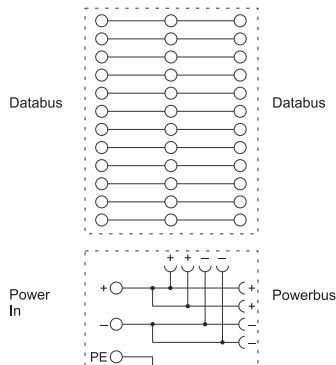 Databus Databus
+ + – –
+ +
+
Power In Powerbus
– –
–
PE